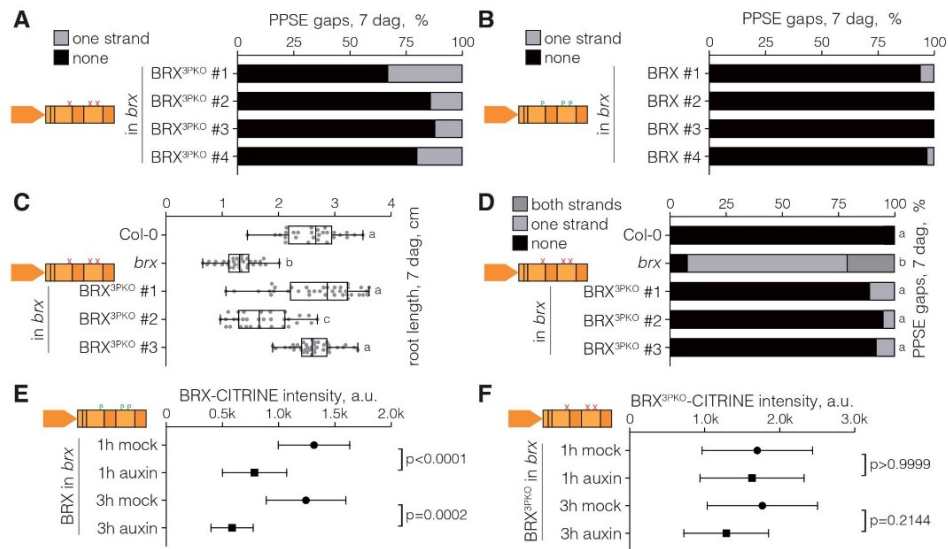 A
PPSE gaps, 7 dag, %
one strand
none
0 25 50 75 100
in brx
BRX3PKO #1
BRX3PKO #2
BRX3PKO #3
BRX3PKO #4
X XX
B
PPSE gaps, 7 dag, %
one strand
none
0 25 50 75 100
in brx
BRX #1
BRX #2
BRX #3
BRX #4
P PP
C
0 1 2 3 4
root length, 7 dag, cm
Col-0 a
brx b
X XX
in brx
BRX3PKO #1 a
BRX3PKO #2 c
BRX3PKO #3 a
D
both strands
one strand
none
0 25 50 75 100
PPSE gaps, 7 dag, %
Col-0 a
brx b
X XX
in brx
BRX3PKO #1 a
BRX3PKO #2 a
BRX3PKO #3 a
E
P PP
BRX-CITRINE intensity, a.u.
0 0.5k 1.0k 1.5k 2.0k
BRX in brx
1h mock
1h auxin
p<0.0001
3h mock
3h auxin
p=0.0002
F
X XX
BRX3PKO-CITRINE intensity, a.u.
0 1.0k 2.0k 3.0k
BRX3PKO in brx
1h mock
1h auxin
p>0.9999
3h mock
3h auxin
p=0.2144